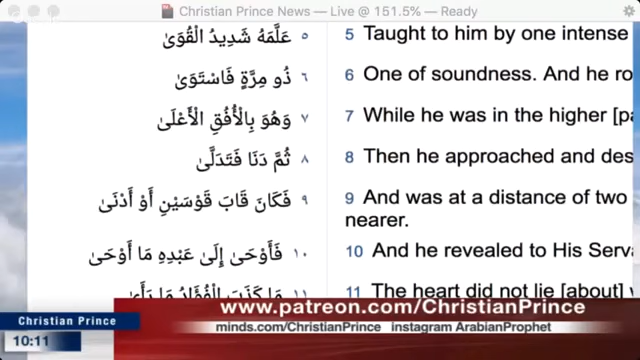 Christian Prince News — Live @ 151.5% — Ready
عَلَّمَهُ شَدِيدُ الْقُوَىٰ ٥
5 Taught to him by one intense
ذُو مِرَّةٍ فَاسْتَوَىٰ ٦
6 One of soundness. And he ro
وَهُوَ بِالْأُفُقِ الْأَعْلَىٰ ٧
7 While he was in the higher [pa
ثُمَّ دَنَا فَتَدَلَّىٰ ٨
8 Then he approached and des
فَكَانَ قَابَ قَوْسَيْنِ أَوْ أَدْنَىٰ ٩
9 And was at a distance of two
nearer.
فَأَوْحَىٰ إِلَىٰ عَبْدِهِ مَا أَوْحَىٰ ١٠
10 And he revealed to His Serv
مَا كَذَبَ الْفُؤَادُ مَا رَأَىٰ ١١
11 The heart did not lie [about] w
www.patreon.com/ChristianPrince
Christian Prince
minds.com/ChristianPrince instagram ArabianProphet
10:11